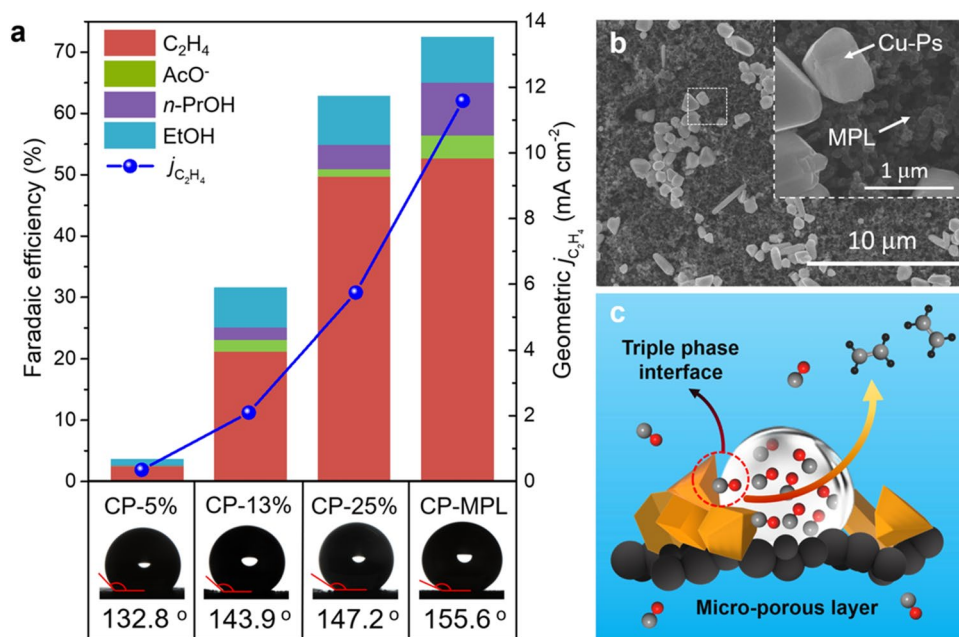 a
C₂H₄
AcO⁻
n-PrOH
EtOH
j_C₂H₄
Faradaic efficiency (%)
70
60
50
40
30
20
10
0
Geometric j_C₂H₄ (mA cm⁻²)
14
12
10
8
6
4
2
0
CP-5% CP-13% CP-25% CP-MPL
132.8 º 143.9 º 147.2 º 155.6 º
b
Cu-Ps
MPL
1 µm
10 µm
c
Triple phase
interface
Micro-porous layer